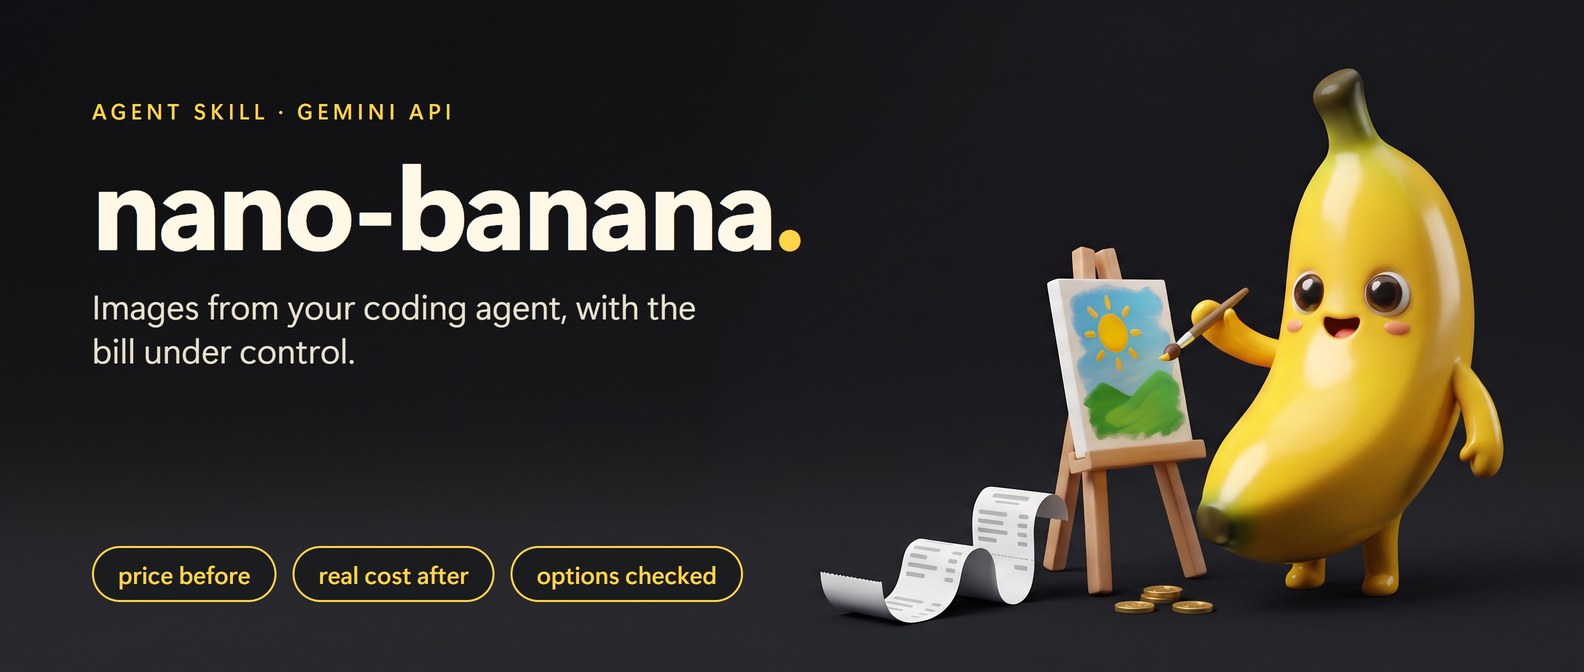 AGENT SKILL · GEMINI API
nano-banana.
Images from your coding agent, with the
bill under control.
price before
real cost after
options checked